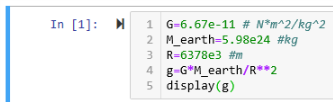 In [1]:
1 G=6.67e-11 # N*m^2/kg^2
2 M_earth=5.98e24 #kg
3 R=6378e3 #m
4 g=G*M_earth/R**2
5 display(g)